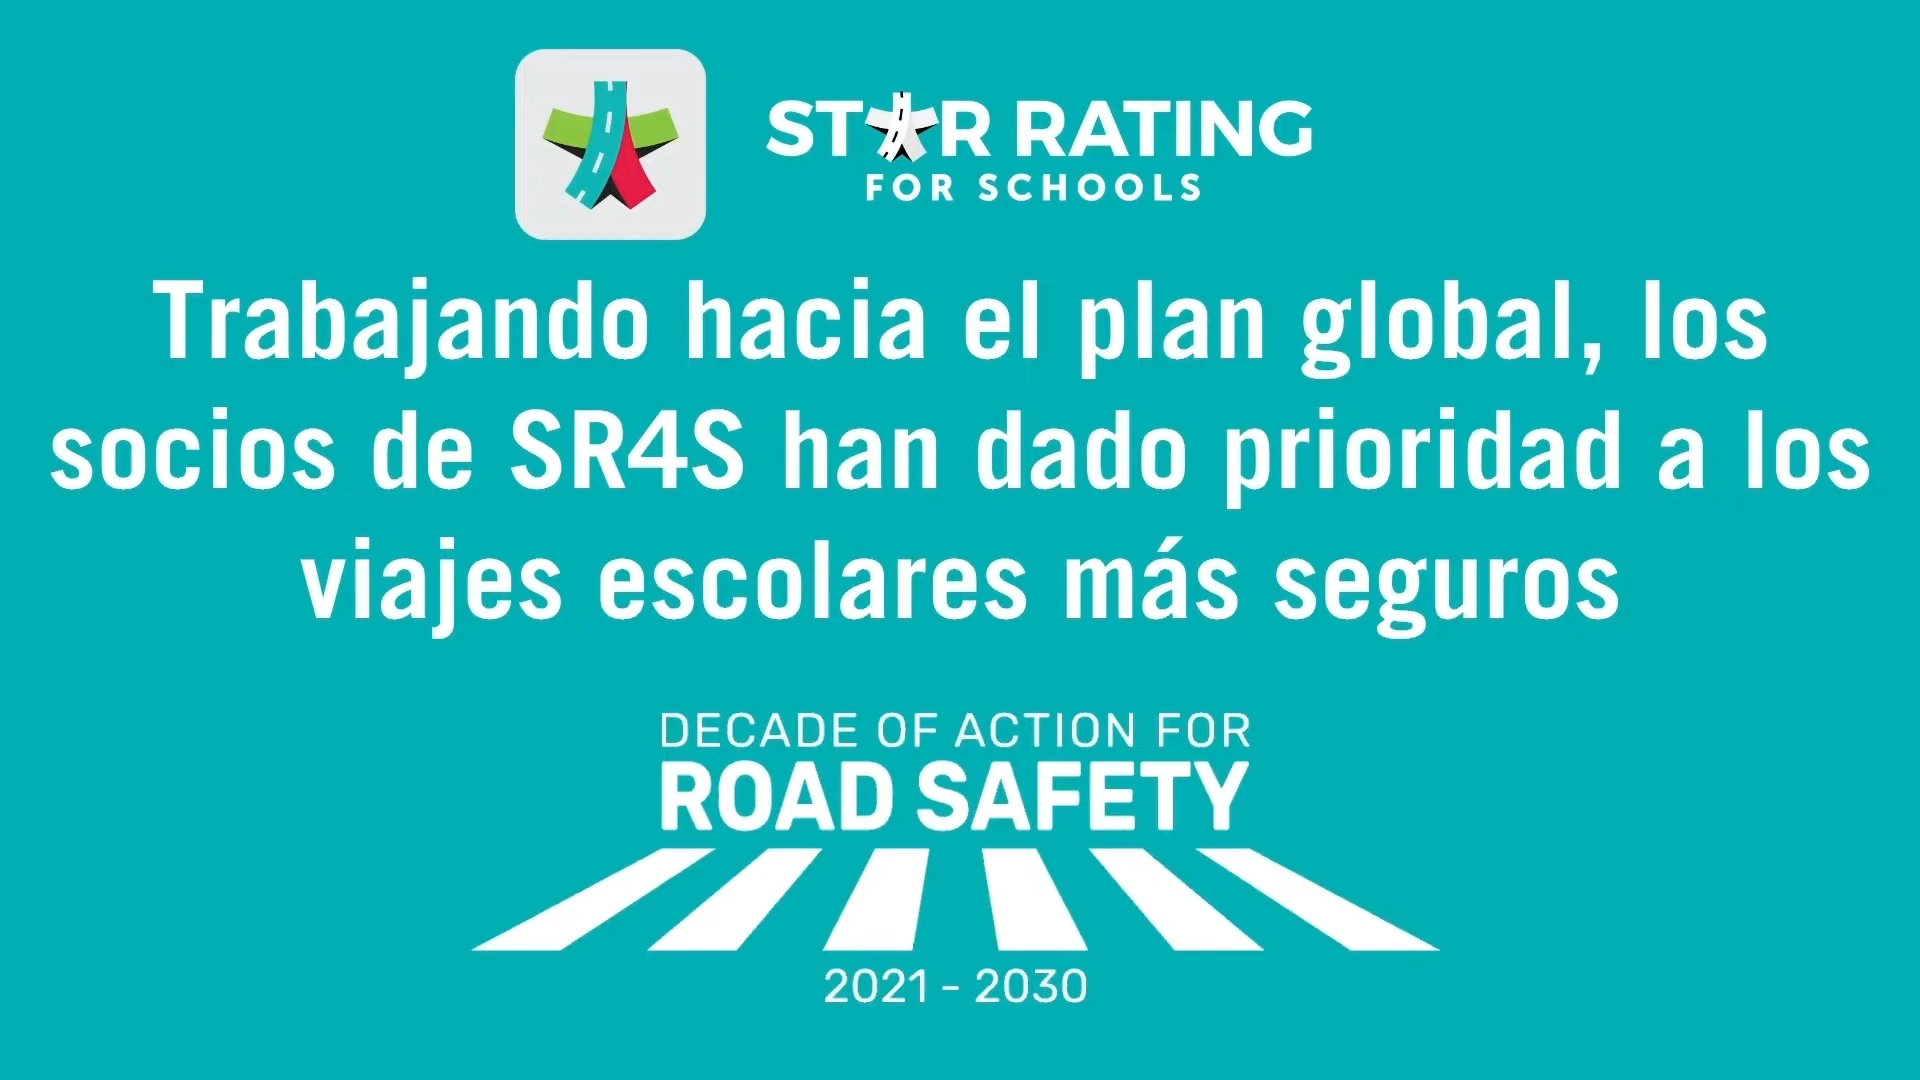 STAR RATING
FOR SCHOOLS
Trabajando hacia el plan global, los
socios de SR4S han dado prioridad a los
viajes escolares más seguros
DECADE OF ACTION FOR
ROAD SAFETY
2021 - 2030